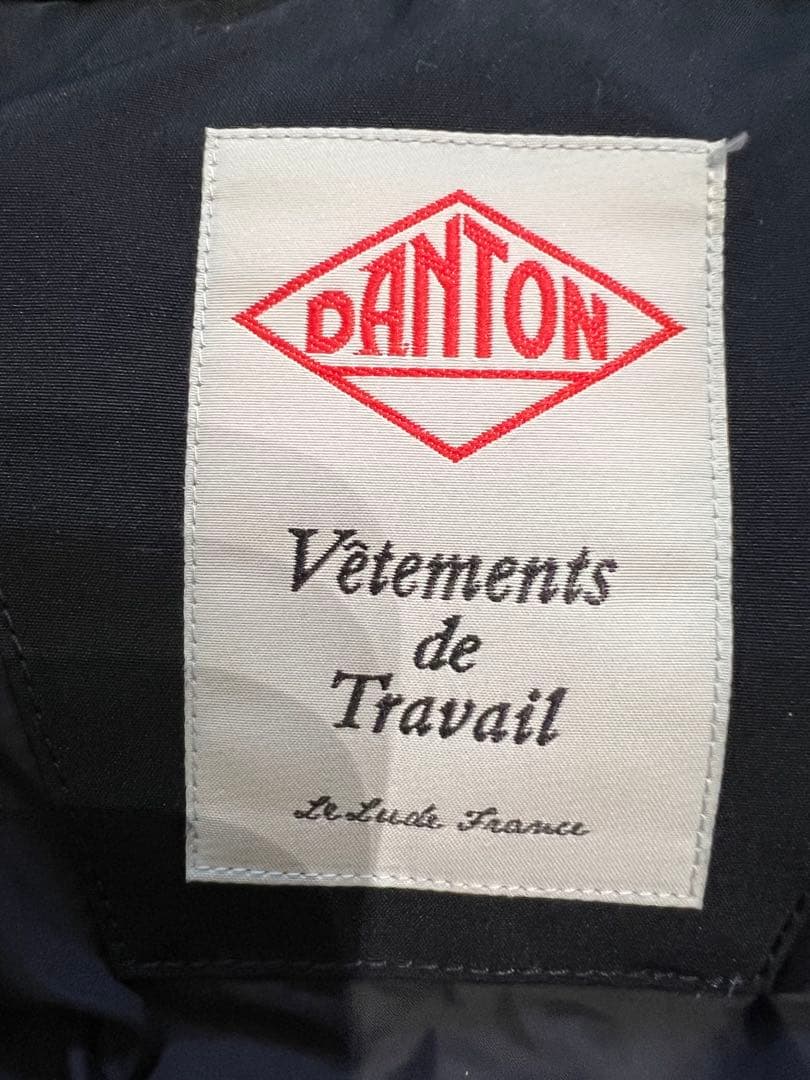 DANTON
Vêtements
de
Travail
Le Lude France